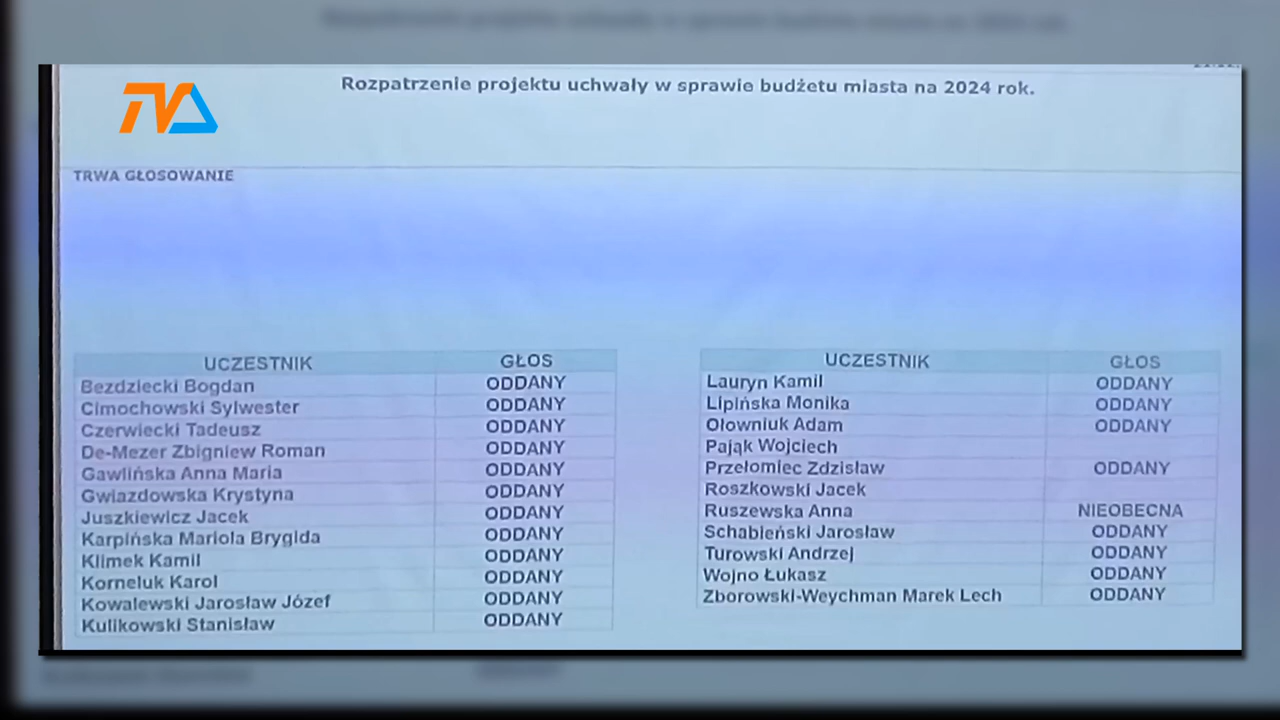 Rozpatrzenie projektu uchwały w sprawie budżetu miasta na 2024 rok.
TVA
TRWA GŁOSOWANIE
UCZESTNIK GŁOS
Bezdziecki Bogdan ODDANY
Cimochowski Sylwester ODDANY
Czerwiecki Tadeusz ODDANY
De-Mezer Zbigniew Roman ODDANY
Gawlińska Anna Maria ODDANY
Gwiazdowska Krystyna ODDANY
Juszkiewicz Jacek ODDANY
Karpińska Mariola Brygida ODDANY
Klimek Kamil ODDANY
Korneluk Karol ODDANY
Kowalewski Jarosław Józef ODDANY
Kulikowski Stanisław ODDANY
UCZESTNIK GŁOS
Lauryn Kamil ODDANY
Lipińska Monika ODDANY
Ołowniuk Adam ODDANY
Pająk Wojciech
Przełomiec Zdzisław ODDANY
Roszkowski Jacek
Ruszewska Anna NIEOBECNA
Schabieński Jarosław ODDANY
Turowski Andrzej ODDANY
Wojno Łukasz ODDANY
Zborowski-Weychman Marek Lech ODDANY